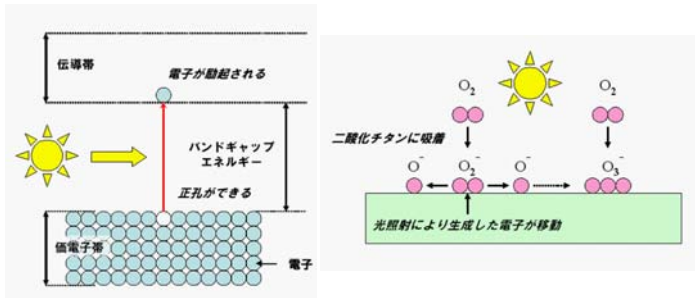 伝導帯
電子が励起される
バンドギャップ
エネルギー
正孔ができる
価電子帯
電子
O2
O2
二酸化チタンに吸着
O-
O2-
O-
O3-
光照射により生成した電子が移動